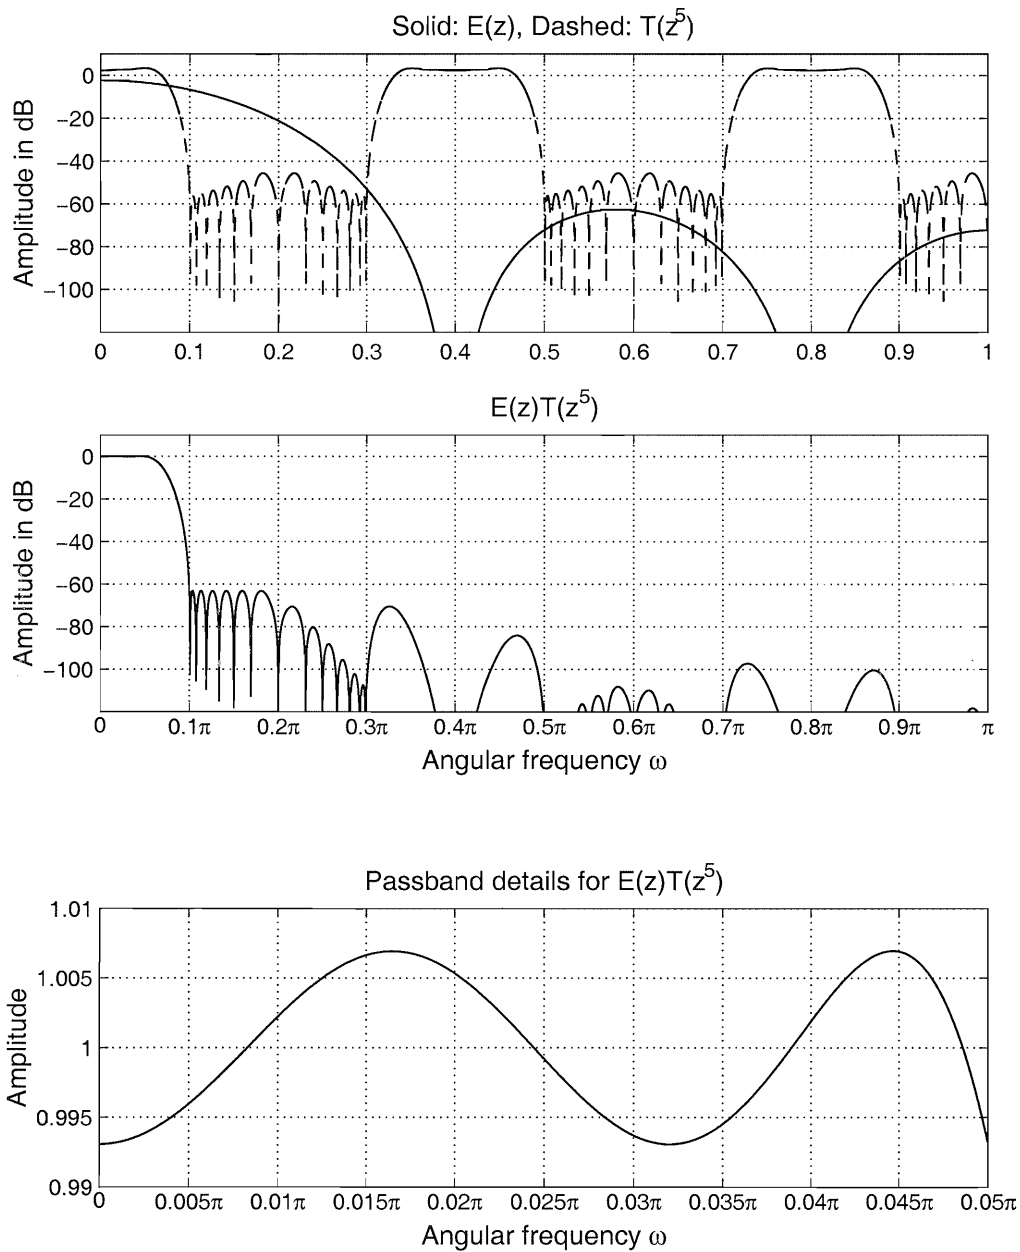 Solid: E(z), Dashed: T(z^5)
Amplitude in dB
0
−20
−40
−60
−80
−100
0 0.1 0.2 0.3 0.4 0.5 0.6 0.7 0.8 0.9 1
E(z)T(z^5)
Amplitude in dB
0
−20
−40
−60
−80
−100
0 0.1π 0.2π 0.3π 0.4π 0.5π 0.6π 0.7π 0.8π 0.9π π
Angular frequency ω
Passband details for E(z)T(z^5)
Amplitude
1.01
1.005
1
0.995
0.99
0 0.005π 0.01π 0.015π 0.02π 0.025π 0.03π 0.035π 0.04π 0.045π 0.05π
Angular frequency ω